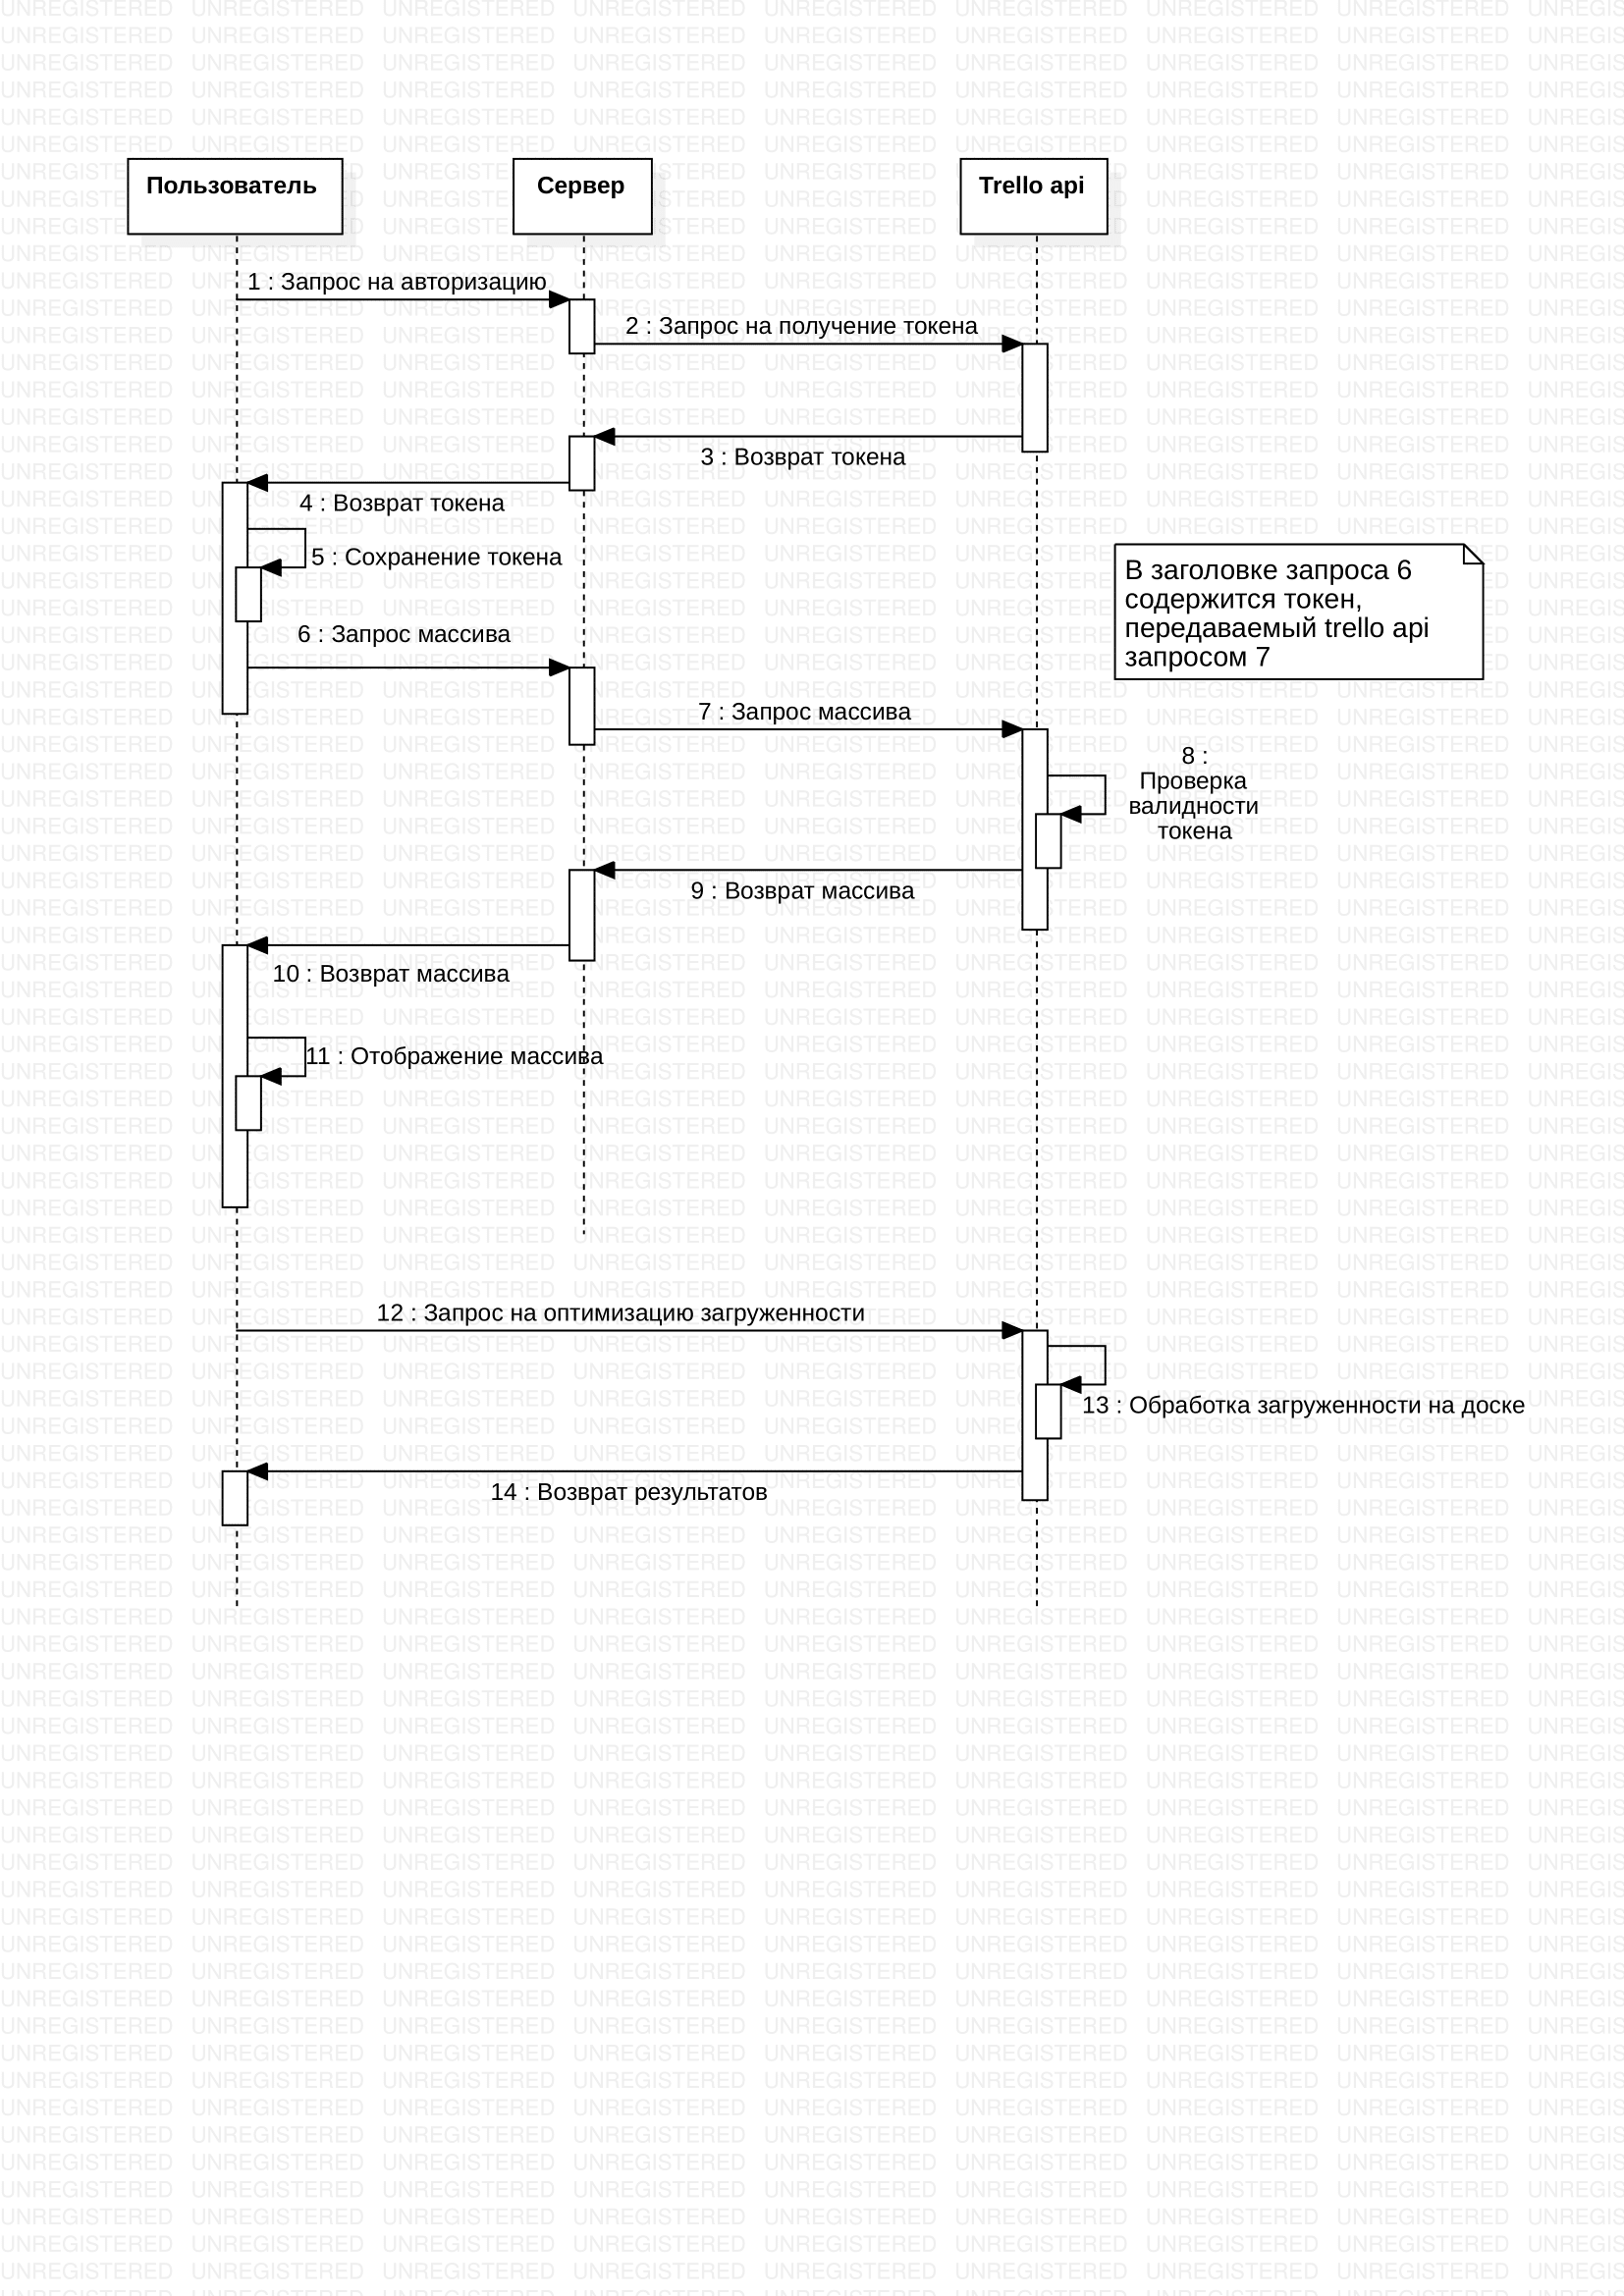 Пользователь
Сервер
Trello api
1 : Запрос на авторизацию
2 : Запрос на получение токена
3 : Возврат токена
4 : Возврат токена
5 : Сохранение токена
В заголовке запроса 6
содержится токен,
передаваемый trello api
запросом 7
6 : Запрос массива
7 : Запрос массива
8 :
Проверка
валидности
токена
9 : Возврат массива
10 : Возврат массива
11 : Отображение массива
12 : Запрос на оптимизацию загруженности
13 : Обработка загруженности на доске
14 : Возврат результатов
UNREGISTERED